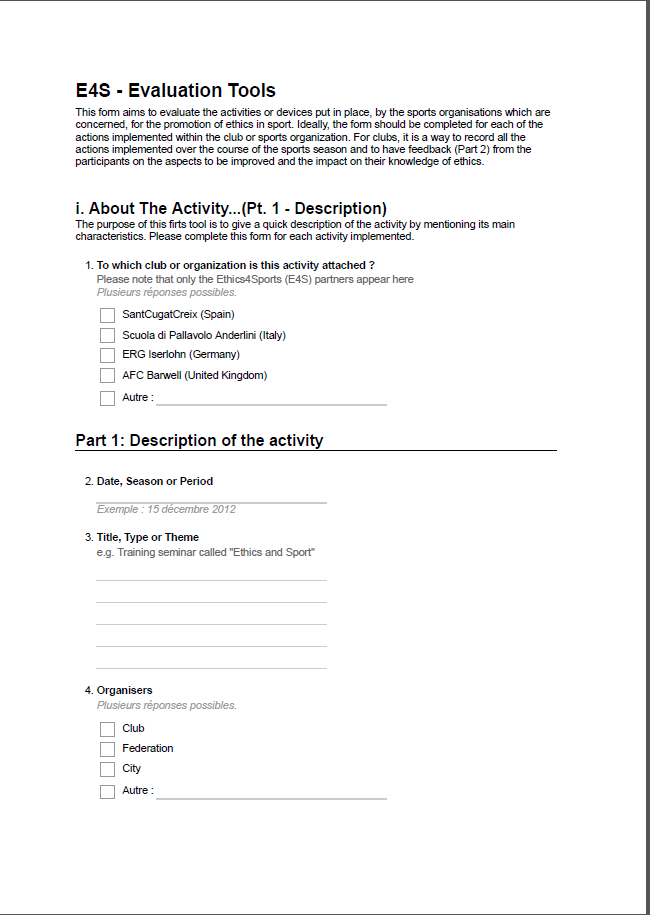 E4S - Evaluation Tools
This form aims to evaluate the activities or devices put in place, by the sports organisations which are
concerned, for the promotion of ethics in sport. Ideally, the form should be completed for each of the
actions implemented within the club or sports organization. For clubs, it is a way to record all the
actions implemented over the course of the sports season and to have feedback (Part 2) from the
participants on the aspects to be improved and the impact on their knowledge of ethics.
i. About The Activity...(Pt. 1 - Description)
The purpose of this firts tool is to give a quick description of the activity by mentioning its main
characteristics. Please complete this form for each activity implemented.
1. To which club or organization is this activity attached ?
Please note that only the Ethics4Sports (E4S) partners appear here
Plusieurs réponses possibles.
SantCugatCreix (Spain)
Scuola di Pallavolo Anderlini (Italy)
ERG Iserlohn (Germany)
AFC Barwell (United Kingdom)
Autre :
Part 1: Description of the activity
2. Date, Season or Period
Exemple : 15 décembre 2012
3. Title, Type or Theme
e.g. Training seminar called "Ethics and Sport"
4. Organisers
Plusieurs réponses possibles.
Club
Federation
City
Autre :